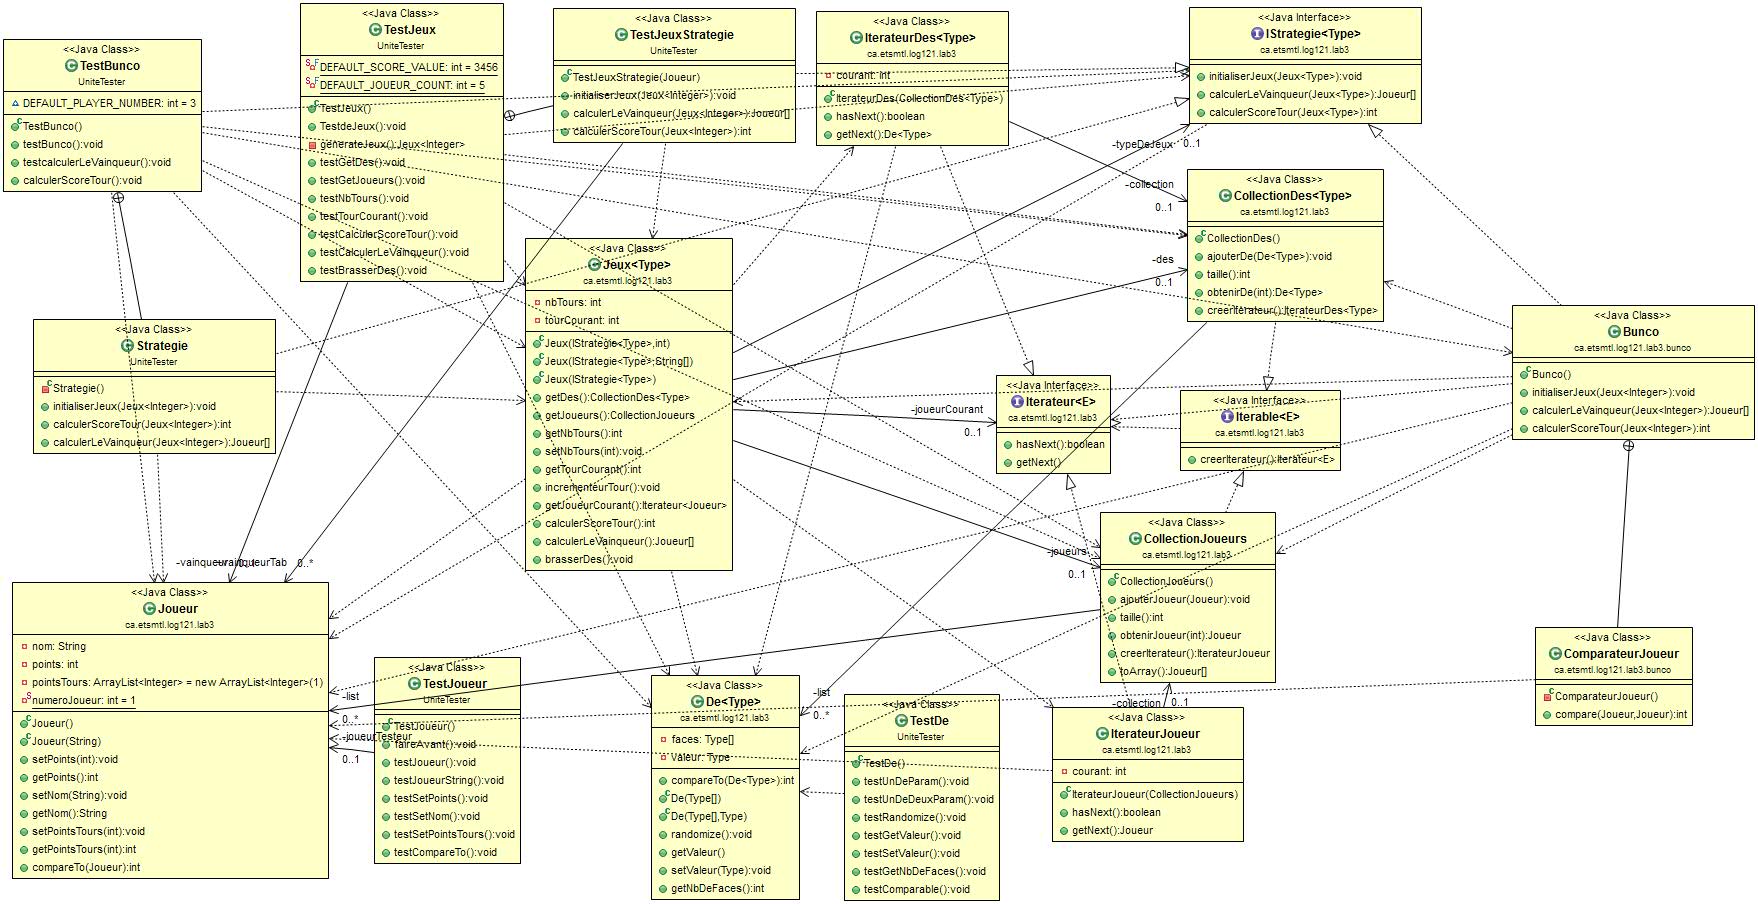 <<Java Class>>
TestBunco
UniteTester
DEFAULT_PLAYER_NUMBER: int = 3
TestBunco()
testBunco():void
testcalculerLeVainqueur():void
calculerScoreTour():void
<<Java Class>>
TestJeux
UniteTester
DEFAULT_SCORE_VALUE: int = 3456
DEFAULT_JOUEUR_COUNT: int = 5
TestJeux()
TestdeJeux():void
generateJeux():Jeux<Integer>
testGetDes():void
testGetJoueurs():void
testNbTours():void
testTourCourant():void
testCalculerScoreTour():void
testCalculerLeVainqueur():void
testBrasserDes():void
<<Java Class>>
TestJeuxStrategie
UniteTester
TestJeuxStrategie(Joueur)
initialiserJeux(Jeux<Integer>):void
calculerLeVainqueur(Jeux<Integer>):Joueur[]
calculerScoreTour(Jeux<Integer>):int
<<Java Class>>
IterateurDes<Type>
ca.etsmtl.log121.lab3
courant: int
IterateurDes(CollectionDes<Type>)
hasNext():boolean
getNext():De<Type>
<<Java Interface>>
IStrategie<Type>
ca.etsmtl.log121.lab3
initialiserJeux(Jeux<Type>):void
calculerLeVainqueur(Jeux<Type>):Joueur[]
calculerScoreTour(Jeux<Type>):int
-typeDeJeux
0..1
-collection
0..1
<<Java Class>>
CollectionDes<Type>
ca.etsmtl.log121.lab3
CollectionDes()
ajouterDe(De<Type>):void
taille():int
obtenirDe(int):De<Type>
creerIterateur():IterateurDes<Type>
-des
0..1
<<Java Class>>
Jeux<Type>
ca.etsmtl.log121.lab3
nbTours: int
tourCourant: int
Jeux(IStrategie<Type>,int)
Jeux(IStrategie<Type>,String[])
Jeux(IStrategie<Type>)
getDes():CollectionDes<Type>
getJoueurs():CollectionJoueurs
getNbTours():int
setNbTours(int):void
getTourCourant():int
incrementeurTour():void
getJoueurCourant():Iterateur<Joueur>
calculerScoreTour():int
calculerLeVainqueur():Joueur[]
brasserDes():void
<<Java Class>>
Strategie
UniteTester
Strategie()
initialiserJeux(Jeux<Integer>):void
calculerScoreTour(Jeux<Integer>):int
calculerLeVainqueur(Jeux<Integer>):Joueur[]
<<Java Class>>
Bunco
ca.etsmtl.log121.lab3.bunco
Bunco()
initialiserJeux(Jeux<Integer>):void
calculerLeVainqueur(Jeux<Integer>):Joueur[]
calculerScoreTour(Jeux<Integer>):int
<<Java Interface>>
Iterateur<E>
ca.etsmtl.log121.lab3
hasNext():boolean
getNext()
-joueurCourant
0..1
<<Java Interface>>
Iterable<E>
ca.etsmtl.log121.lab3
creerIterateur():Iterateur<E>
<<Java Class>>
CollectionJoueurs
ca.etsmtl.log121.lab3
CollectionJoueurs()
ajouterJoueur(Joueur):void
taille():int
obtenirJoueur(int):Joueur
creerIterateur():IterateurJoueur
toArray():Joueur[]
-joueurs
0..1
-vainqueurTab
0..*
<<Java Class>>
Joueur
ca.etsmtl.log121.lab3
nom: String
points: int
pointsTours: ArrayList<Integer> = new ArrayList<Integer>(1)
numeroJoueur: int = 1
Joueur()
Joueur(String)
setPoints(int):void
getPoints():int
setNom(String):void
getNom():String
setPointsTours(int):void
getPointsTours(int):int
compareTo(Joueur):int
-list
0..*
-joueurTesteur
0..1
<<Java Class>>
TestJoueur
UniteTester
TestJoueur()
faireAvant():void
testJoueur():void
testJoueurString():void
testSetPoints():void
testSetNom():void
testSetPointsTours():void
testCompareTo():void
<<Java Class>>
De<Type>
ca.etsmtl.log121.lab3
faces: Type[]
valeur: Type
compareTo(De<Type>):int
De(Type[])
De(Type[],Type)
randomize():void
getValeur()
setValeur(Type):void
getNbDeFaces():int
-list
0..*
<<Java Class>>
TestDe
UniteTester
TestDe()
testUnDeParam():void
testUnDeDeuxParam():void
testRandomize():void
testGetValeur():void
testSetValeur():void
testGetNbDeFaces():void
testComparable():void
-collection
0..1
<<Java Class>>
IterateurJoueur
ca.etsmtl.log121.lab3
courant: int
IterateurJoueur(CollectionJoueurs)
hasNext():boolean
getNext():Joueur
<<Java Class>>
ComparateurJoueur
ca.etsmtl.log121.lab3.bunco
ComparateurJoueur()
compare(Joueur,Joueur):int